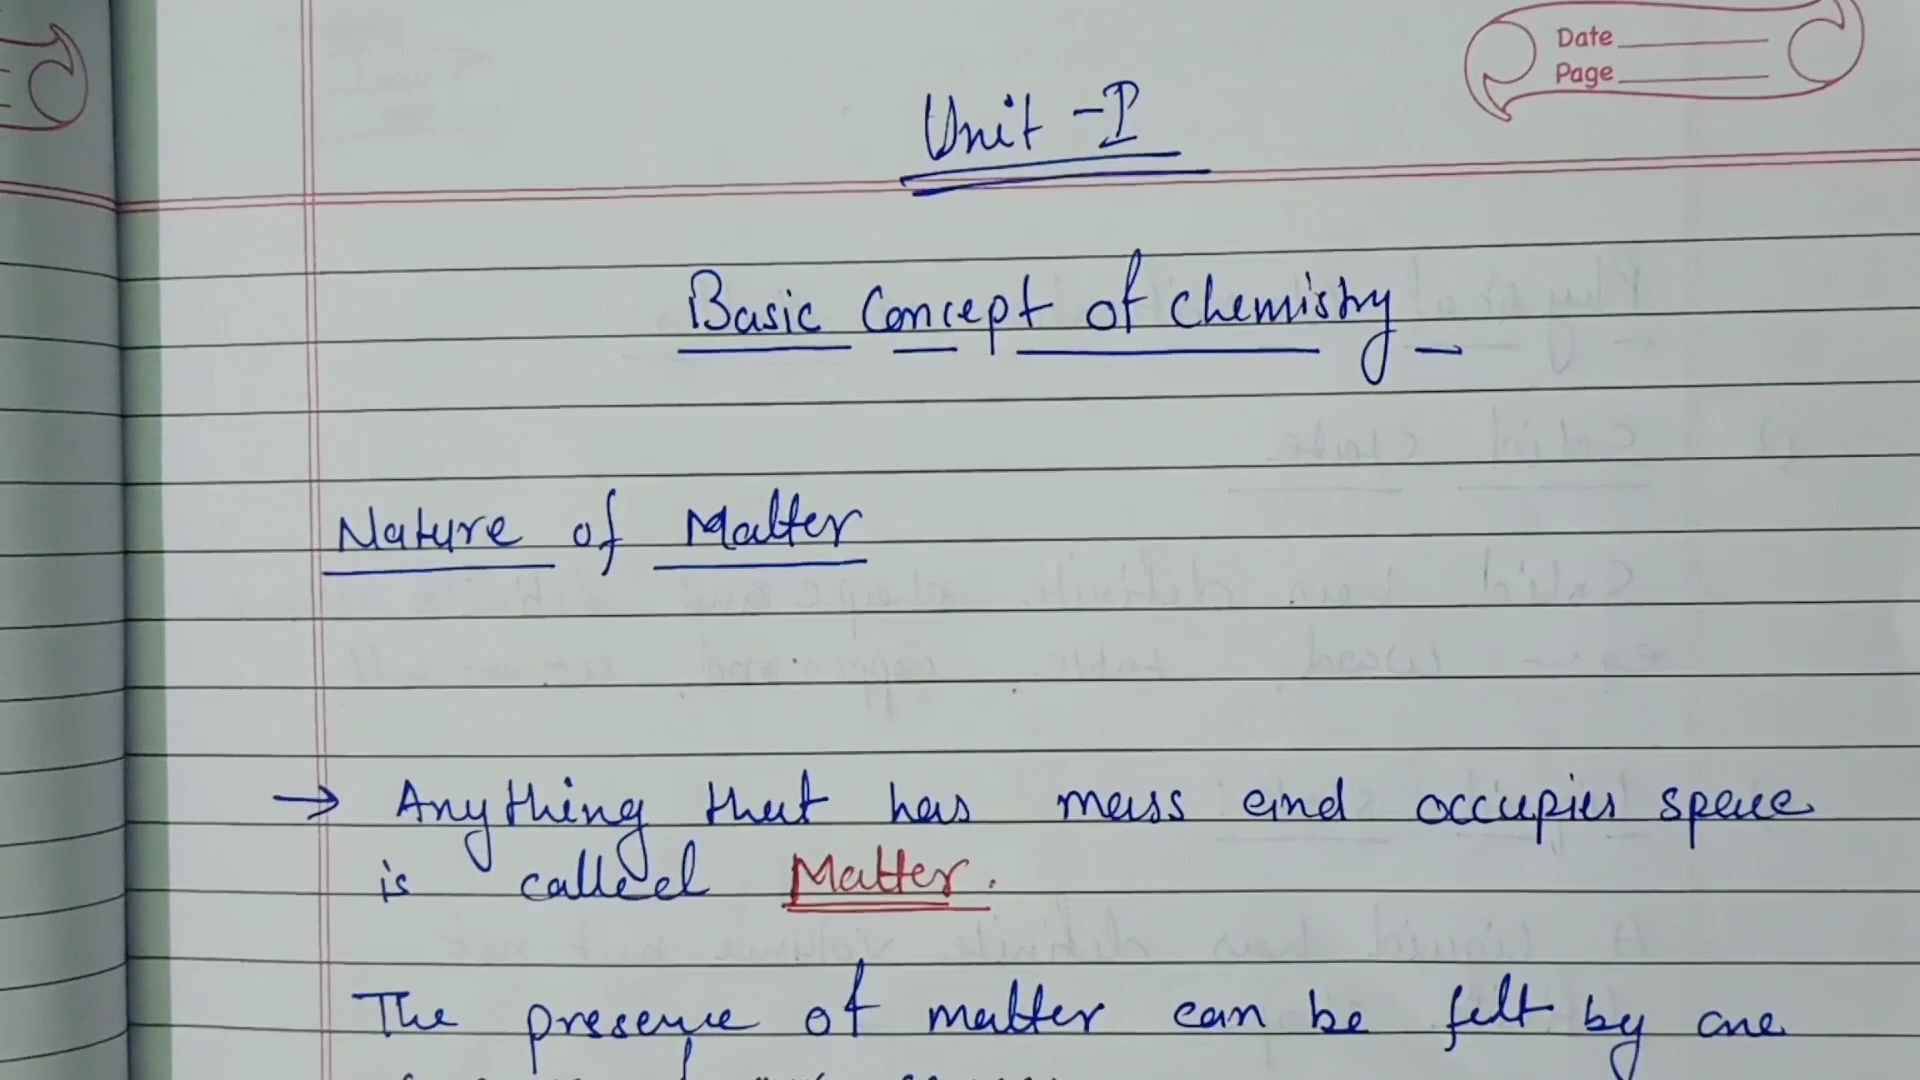 Date
Page
Unit -I
Basic Concept of Chemistry
Nature of Matter
→ Anything that has mass and occupies space
is called Matter.
The presence of matter can be felt by one